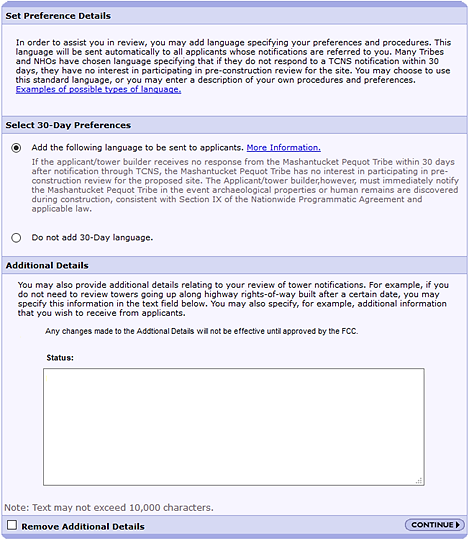 Set Preference Details
In order to assist you in review, you may add language specifying your preferences and procedures. This
language will be sent automatically to all applicants whose notifications are referred to you. Many Tribes
and NHOs have chosen language specifying that if they do not respond to a TCNS notification within 30
days, they have no interest in participating in pre-construction review for the site. You may choose to use
this standard language, or you may enter a description of your own procedures and preferences.
Examples of possible types of language.
Select 30-Day Preferences
Add the following language to be sent to applicants. More Information.
If the applicant/tower builder receives no response from the Mashantucket Pequot Tribe within 30 days
after notification through TCNS, the Mashantucket Pequot Tribe has no interest in participating in pre-
construction review for the proposed site. The Applicant/tower builder,however, must immediately notify
the Mashantucket Pequot Tribe in the event archaeological properties or human remains are discovered
during construction, consistent with Section IX of the Nationwide Programmatic Agreement and
applicable law.
Do not add 30-Day language.
Additional Details
You may also provide additional details relating to your review of tower notifications. For example, if you
do not need to review towers going up along highway rights-of-way built after a certain date, you may
specify this information in the text field below. You may also specify, for example, additional information
that you wish to receive from applicants.
Any changes made to the Addtional Details will not be effective until approved by the FCC.
Status:
Note: Text may not exceed 10,000 characters.
Remove Additional Details
CONTINUE